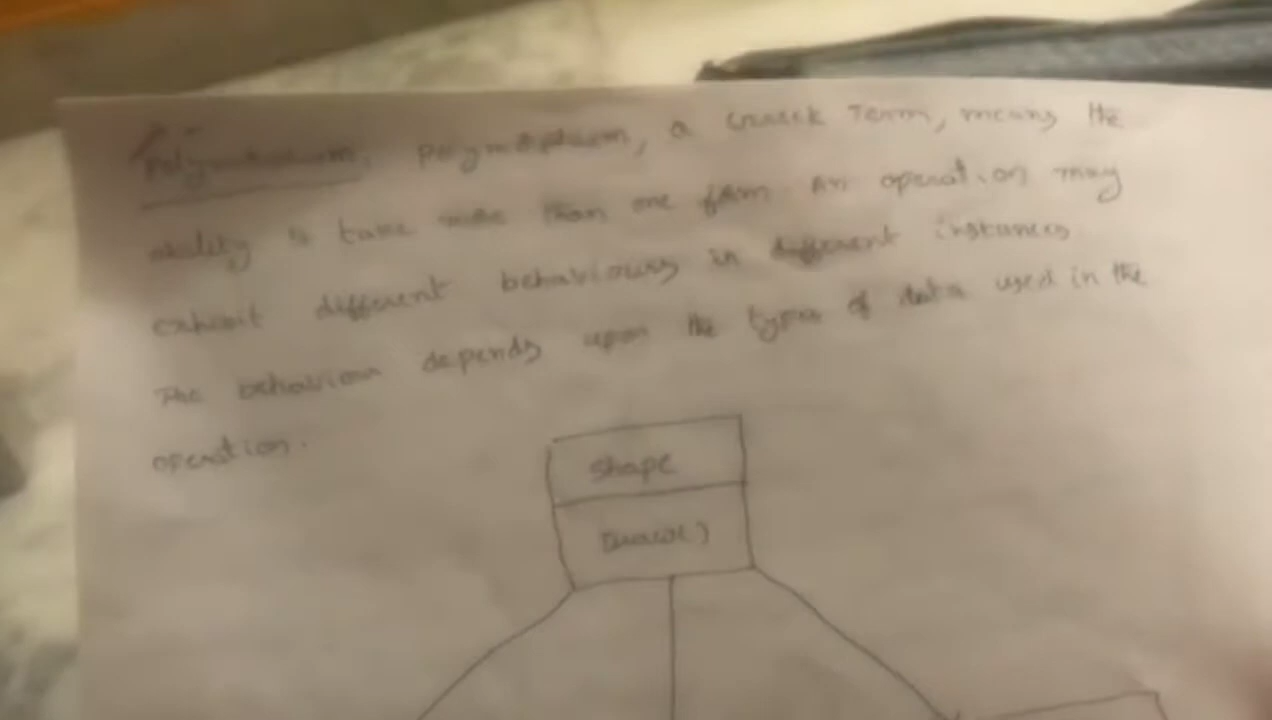 Polymorphism: Polymorphism, a Greek Term, means the
ability to take more than one form An operation may
exhibit different behaviours in different instances
The behaviour depends upon the types of data used in the
operation.
Shape
Draw()